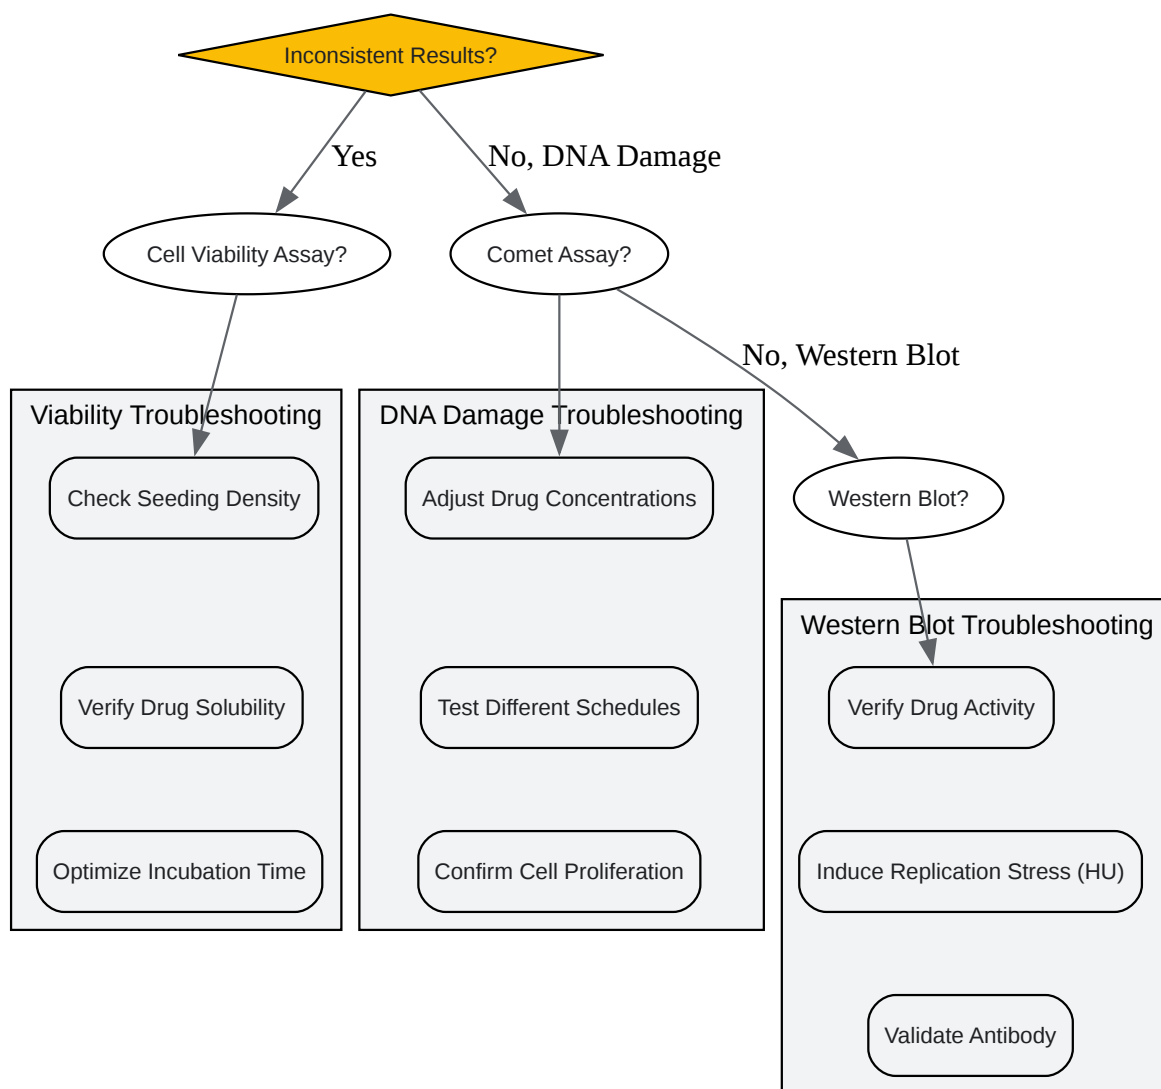 Inconsistent Results?
Yes
No, DNA Damage
Cell Viability Assay?
Comet Assay?
No, Western Blot
Viability Troubleshooting
DNA Damage Troubleshooting
Check Seeding Density
Adjust Drug Concentrations
Western Blot?
Western Blot Troubleshooting
Verify Drug Solubility
Test Different Schedules
Verify Drug Activity
Optimize Incubation Time
Confirm Cell Proliferation
Induce Replication Stress (HU)
Validate Antibody